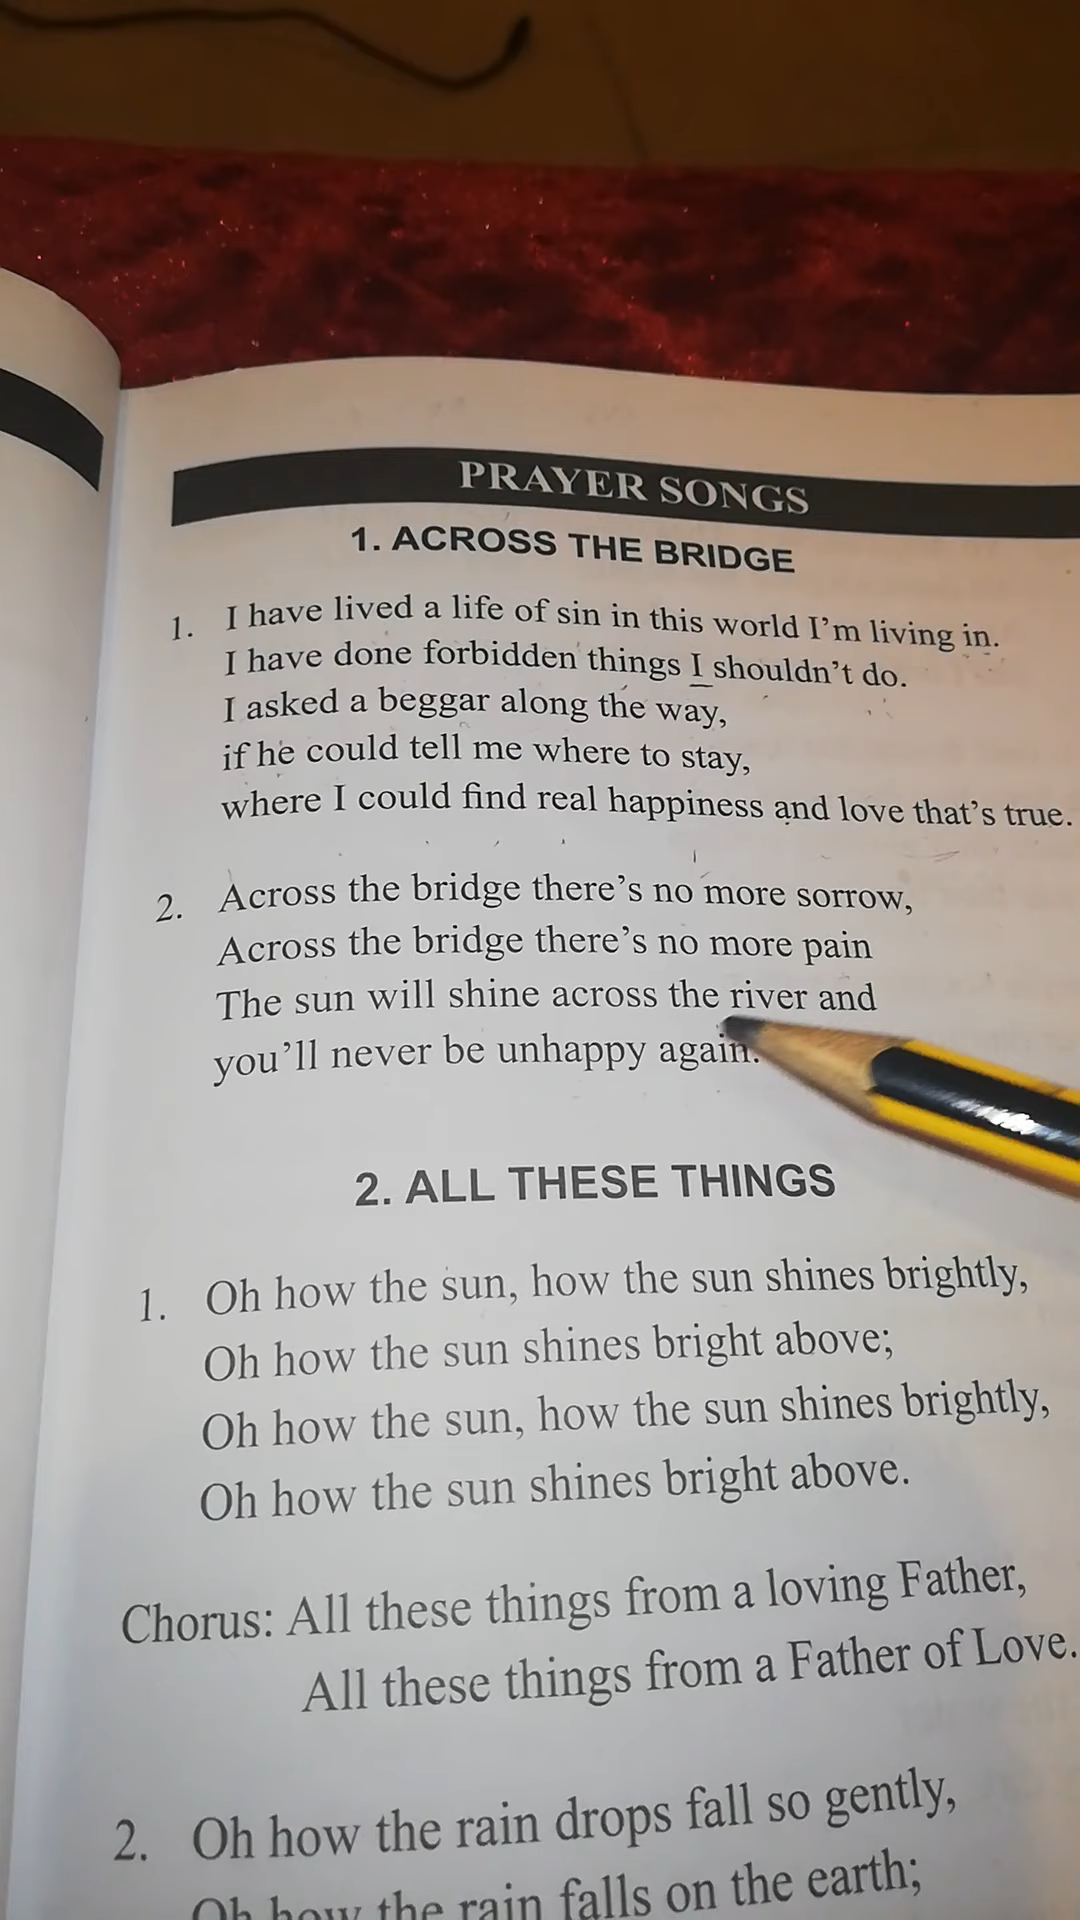 PRAYER SONGS
1. ACROSS THE BRIDGE
1. I have lived a life of sin in this world I'm living in.
I have done forbidden things I shouldn't do.
I asked a beggar along the way,
if he could tell me where to stay,
where I could find real happiness and love that's true.
2. Across the bridge there's no more sorrow,
Across the bridge there's no more pain
The sun will shine across the river and
you'll never be unhappy again.
2. ALL THESE THINGS
1. Oh how the sun, how the sun shines brightly,
Oh how the sun shines bright above;
Oh how the sun, how the sun shines brightly,
Oh how the sun shines bright above.
Chorus: All these things from a loving Father,
All these things from a Father of Love.
2. Oh how the rain drops fall so gently,
Oh how the rain falls on the earth;